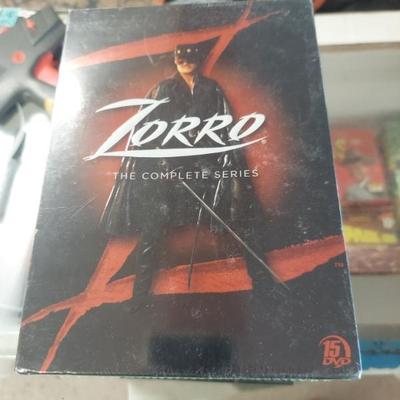 ZORRO®
THE COMPLETE SERIES
TM
15
DVD